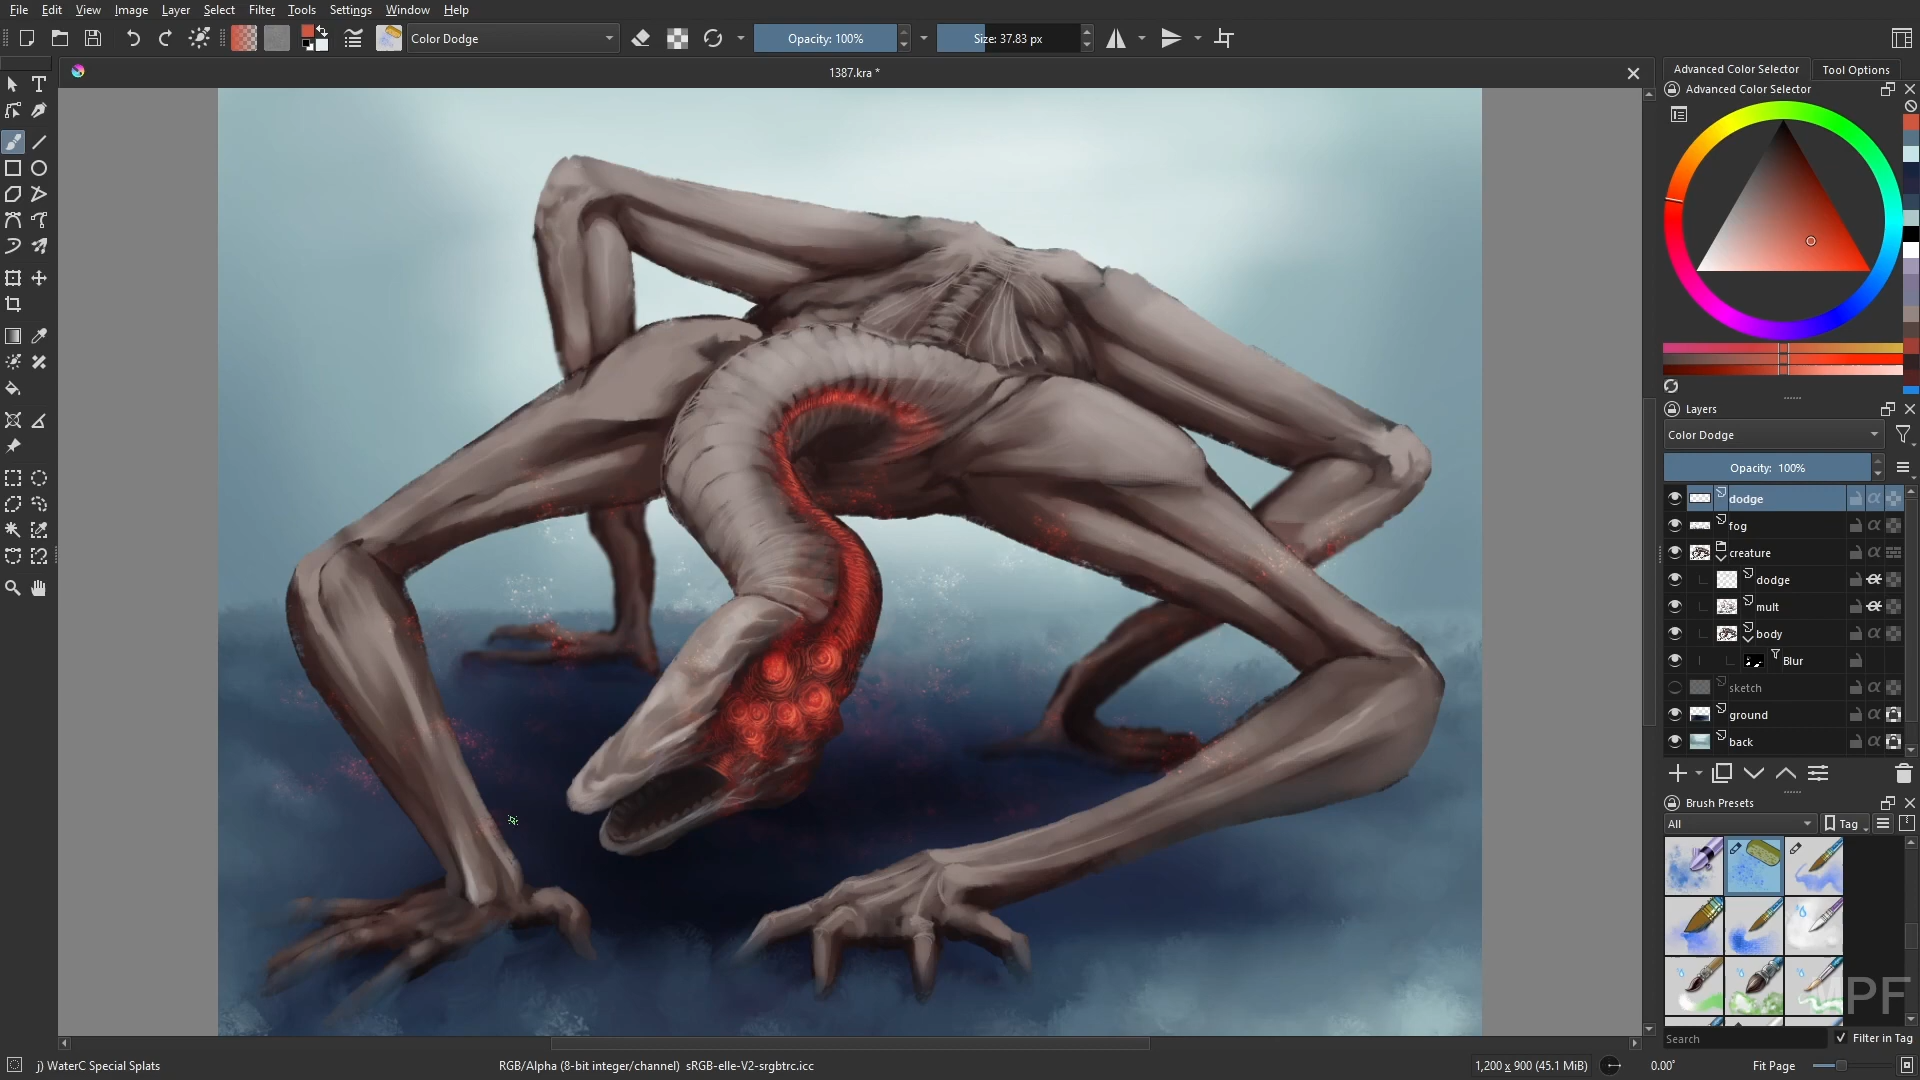 File Edit View Image Layer Select Filter Tools Settings Window Help
Color Dodge
Opacity: 100%
Size: 37.83 px
1387.kra *
Advanced Color Selector
Tool Options
Advanced Color Selector
Layers
Color Dodge
Opacity: 100%
dodge
fog
creature
dodge
mult
body
Blur
sketch
ground
back
Brush Presets
All
Tag
Search
Filter in Tag
j) WaterC Special Splats
RGB/Alpha (8-bit integer/channel) sRGB-elle-V2-srgbtrc.icc
1,200 x 900 (45.1 MiB)
0.00°
Fit Page